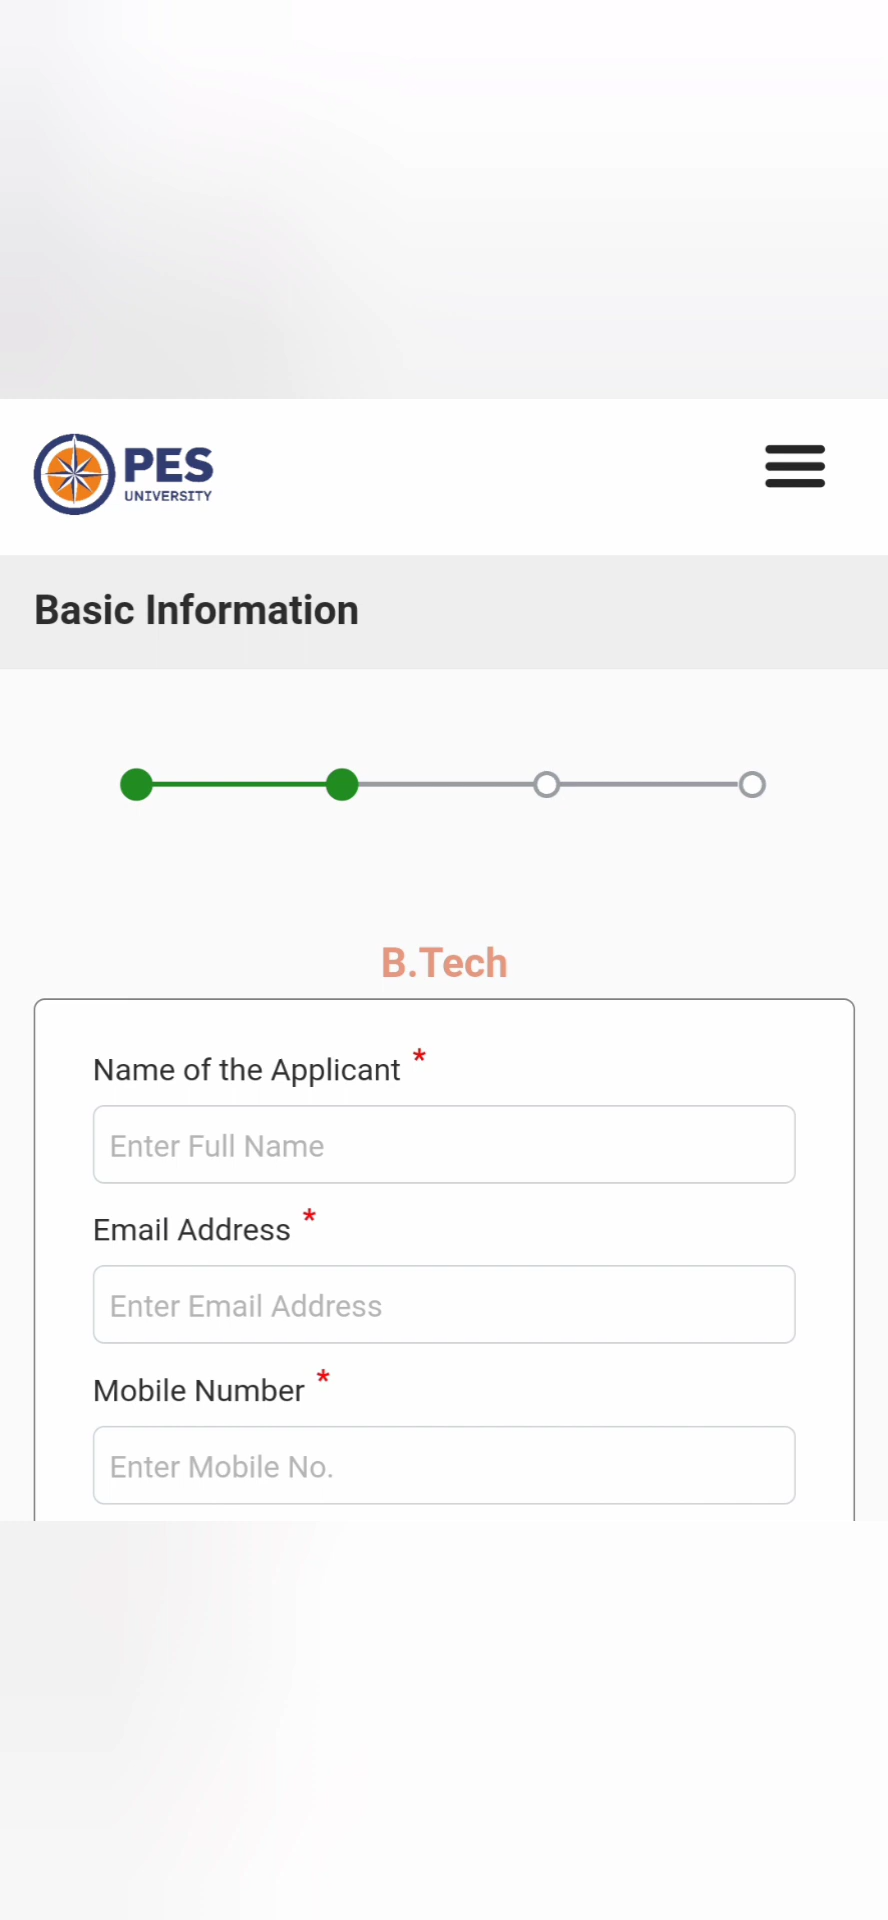 PES
UNIVERSITY
Basic Information
B.Tech
Name of the Applicant *
Enter Full Name
Email Address *
Enter Email Address
Mobile Number *
Enter Mobile No.